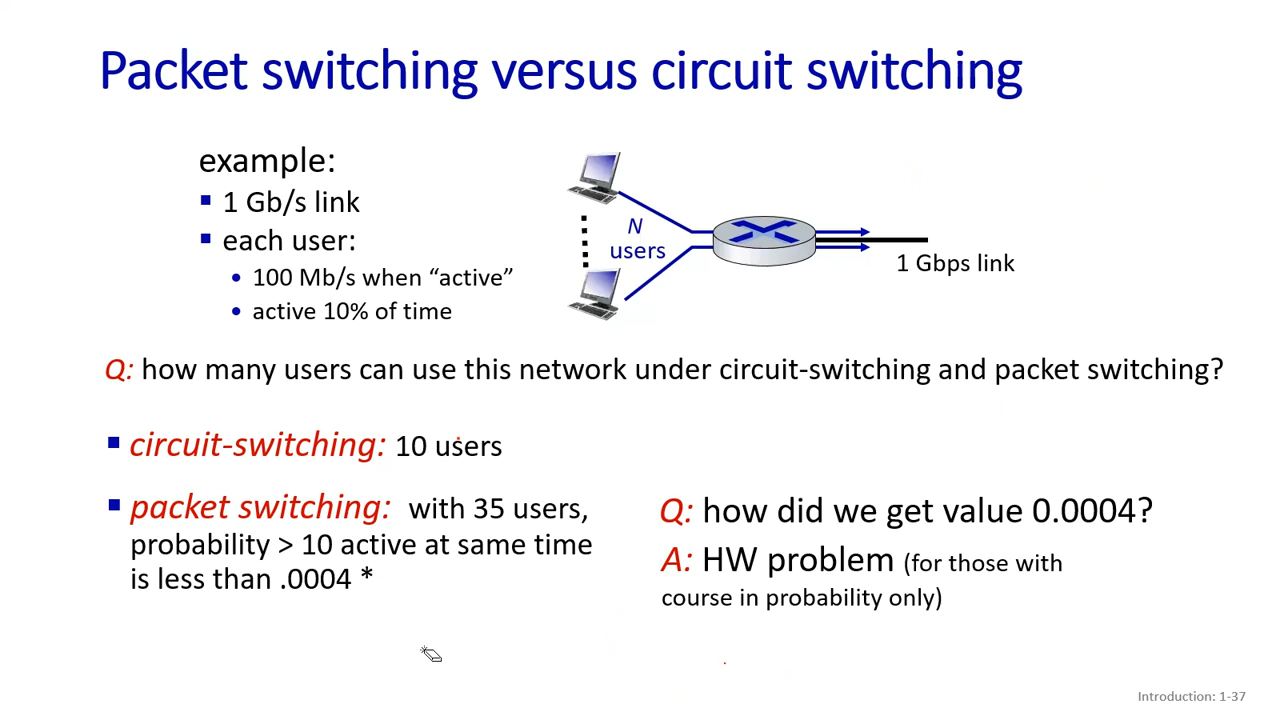 Packet switching versus circuit switching
example:
▪ 1 Gb/s link
▪ each user:
• 100 Mb/s when “active”
• active 10% of time
N
users
1 Gbps link
Q: how many users can use this network under circuit-switching and packet switching?
▪ circuit-switching: 10 users
▪ packet switching: with 35 users,
probability > 10 active at same time
is less than .0004 *
Q: how did we get value 0.0004?
A: HW problem (for those with
course in probability only)
Introduction: 1-37